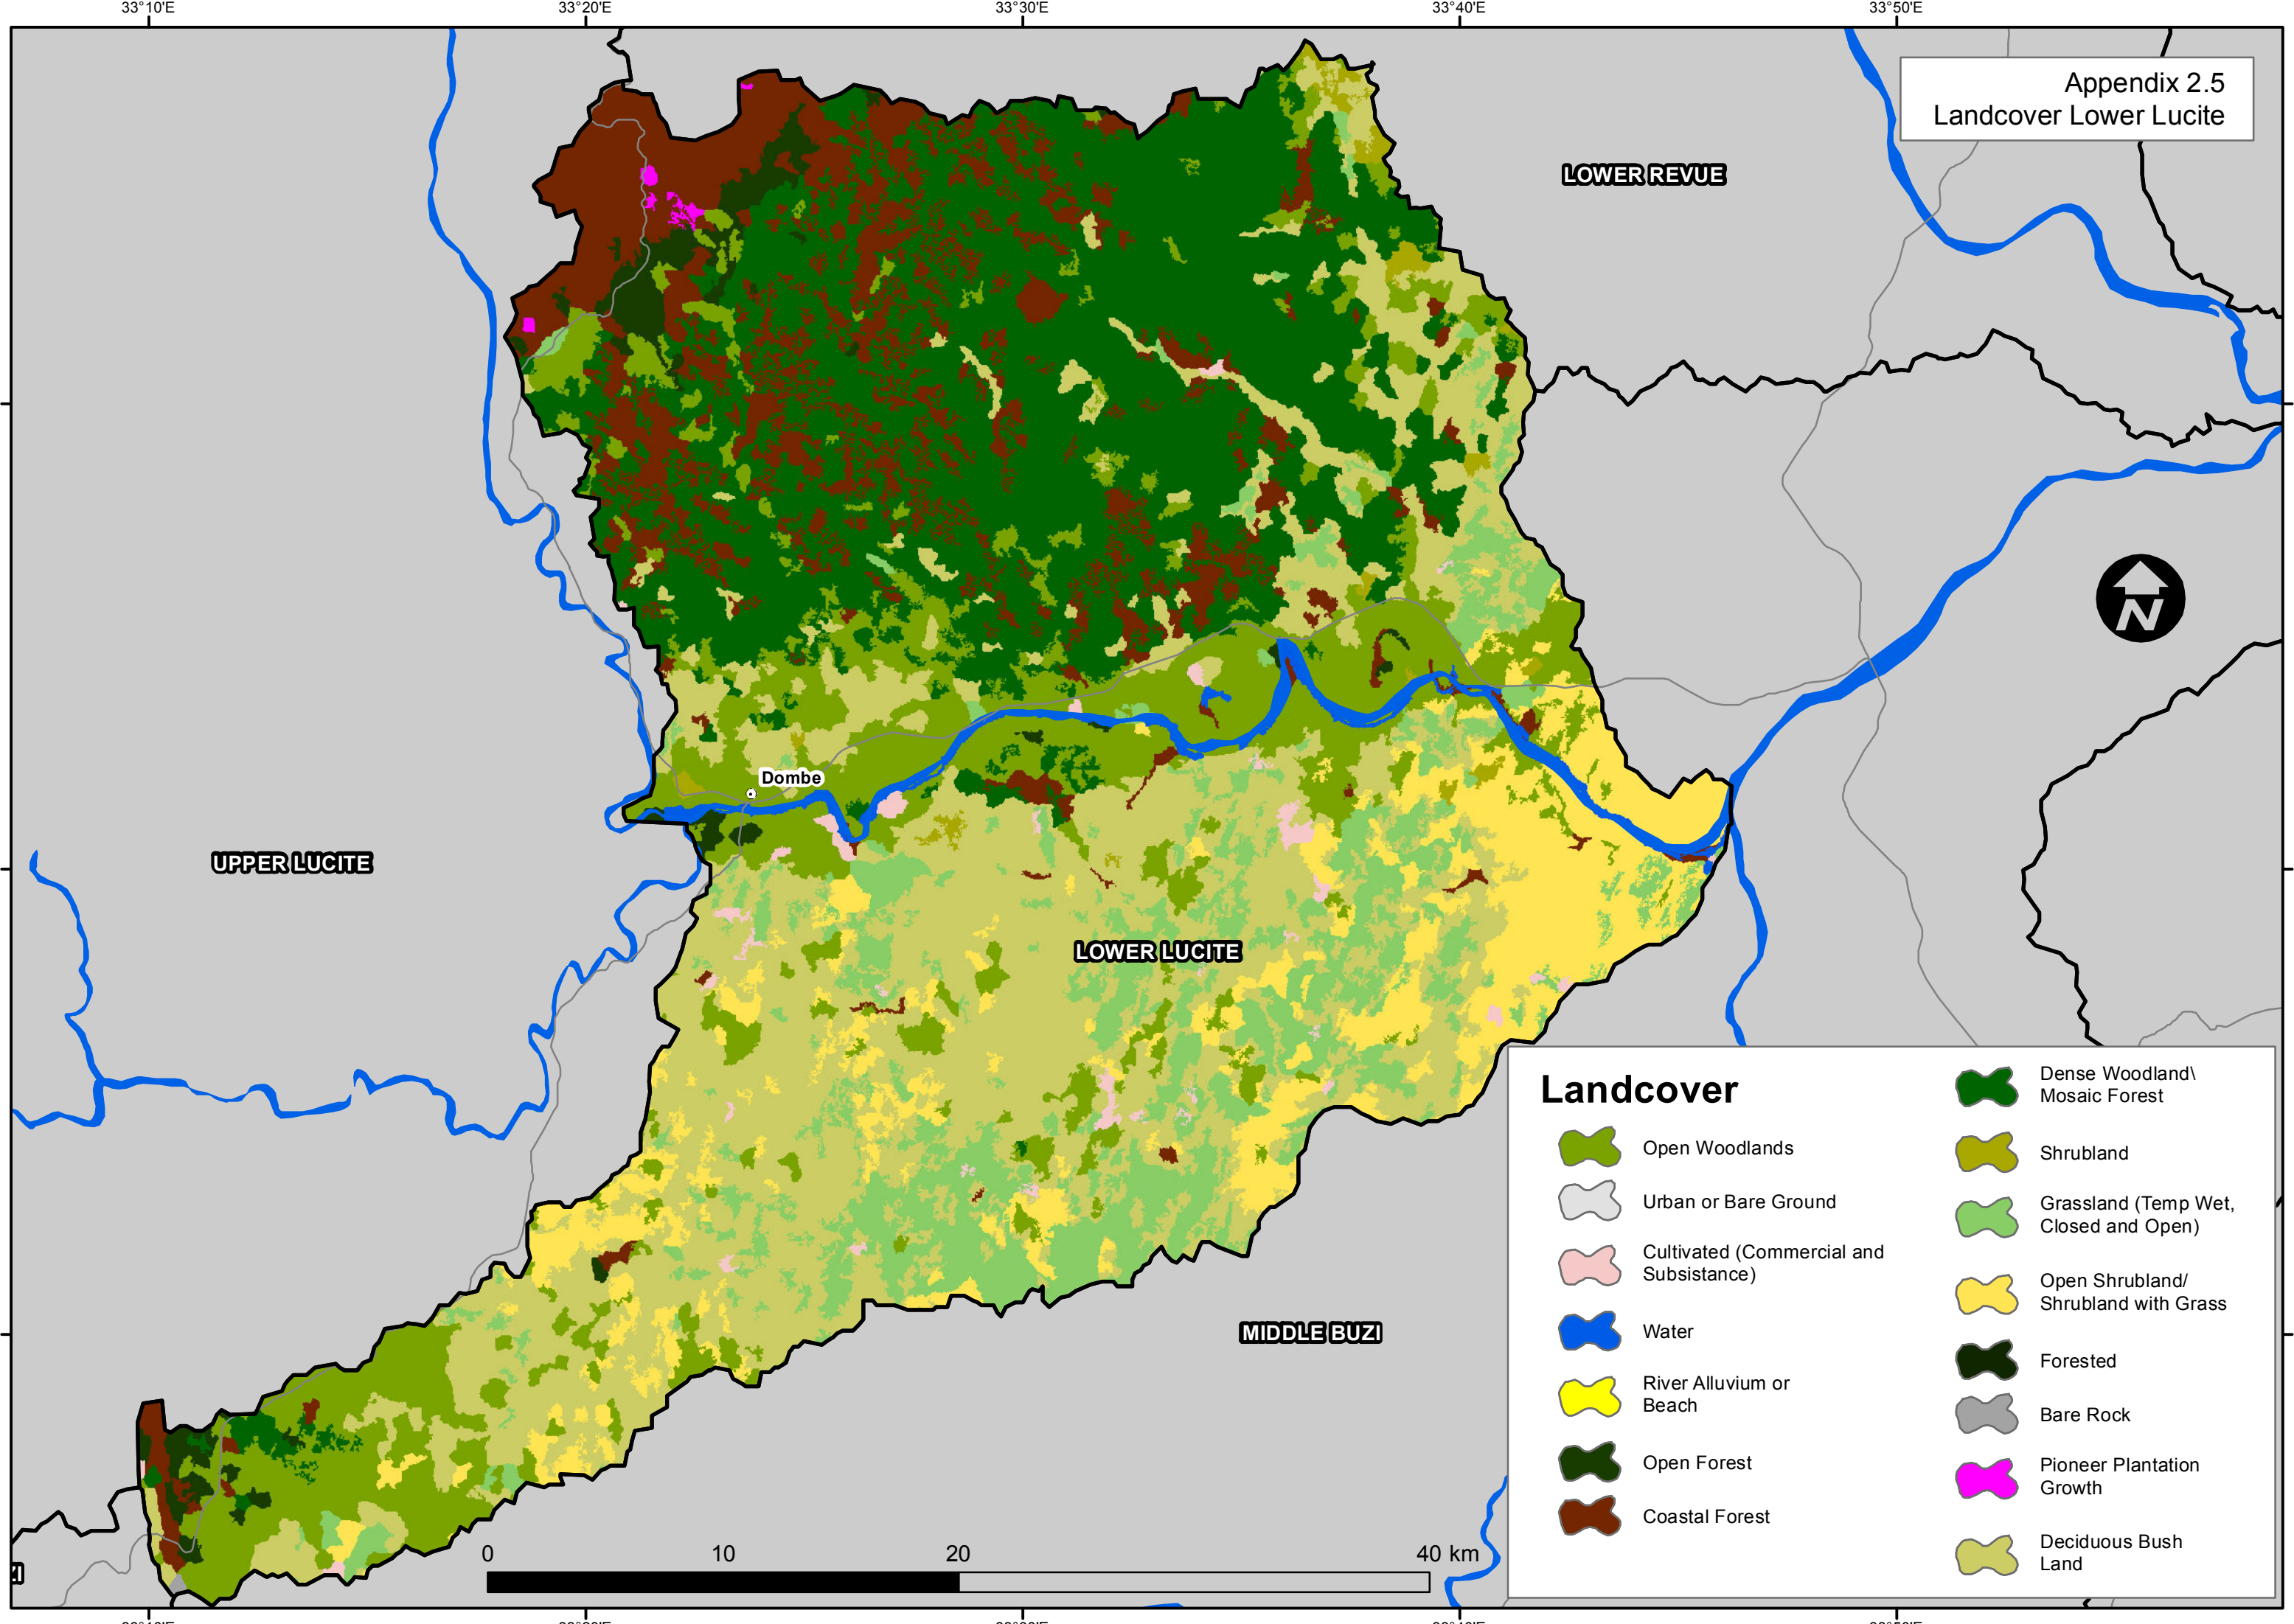 33°10'E
33°20'E
33°30'E
33°40'E
33°50'E
Appendix 2.5
Landcover Lower Lucite
LOWER REVUE
N
Dombe
UPPER LUCITE
LOWER LUCITE
MIDDLE BUZI
Landcover
Open Woodlands
Urban or Bare Ground
Cultivated (Commercial and
Subsistance)
Water
River Alluvium or
Beach
Open Forest
Coastal Forest
Dense Woodland\
Mosaic Forest
Shrubland
Grassland (Temp Wet,
Closed and Open)
Open Shrubland/
Shrubland with Grass
Forested
Bare Rock
Pioneer Plantation
Growth
Deciduous Bush
Land
0 10 20 40 km